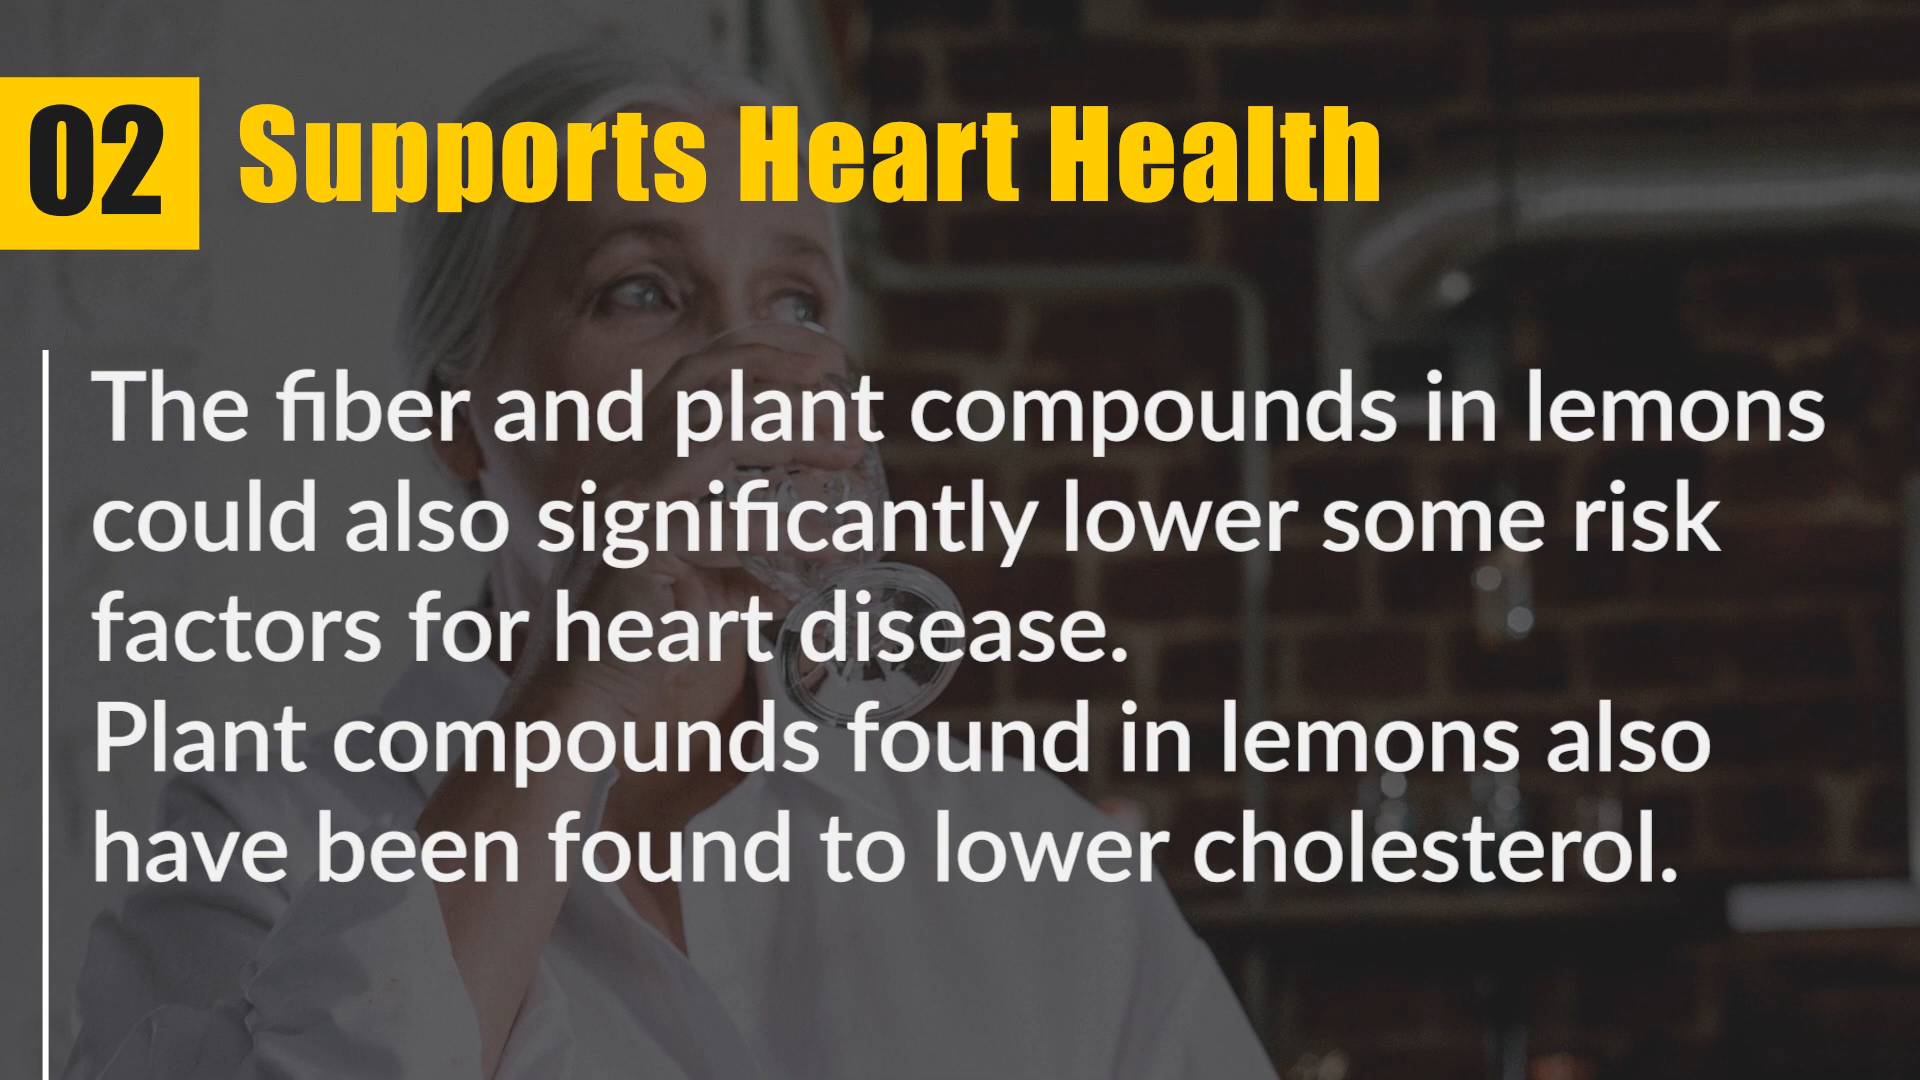 02 Supports Heart Health
The fiber and plant compounds in lemons
could also significantly lower some risk
factors for heart disease.
Plant compounds found in lemons also
have been found to lower cholesterol.